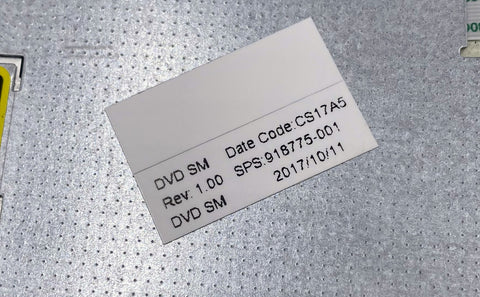 DVD SM Date Code:CS17A5
Rev: 1.00 SPS:918775-001
DVD SM 2017/10/11